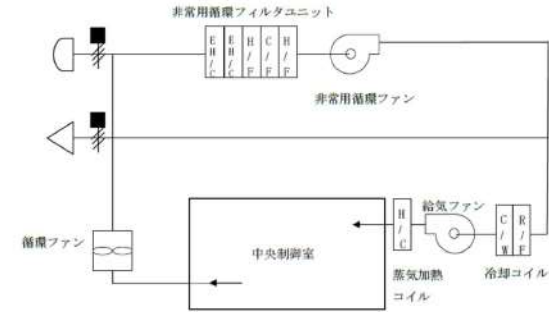 非常用循環フィルタユニット
EH/C
EH/C
H/F
C/F
H/F
非常用循環ファン
給気ファン
H/C
C/W
R/F
循環ファン
中央制御室
蒸気加熱
コイル
冷却コイル